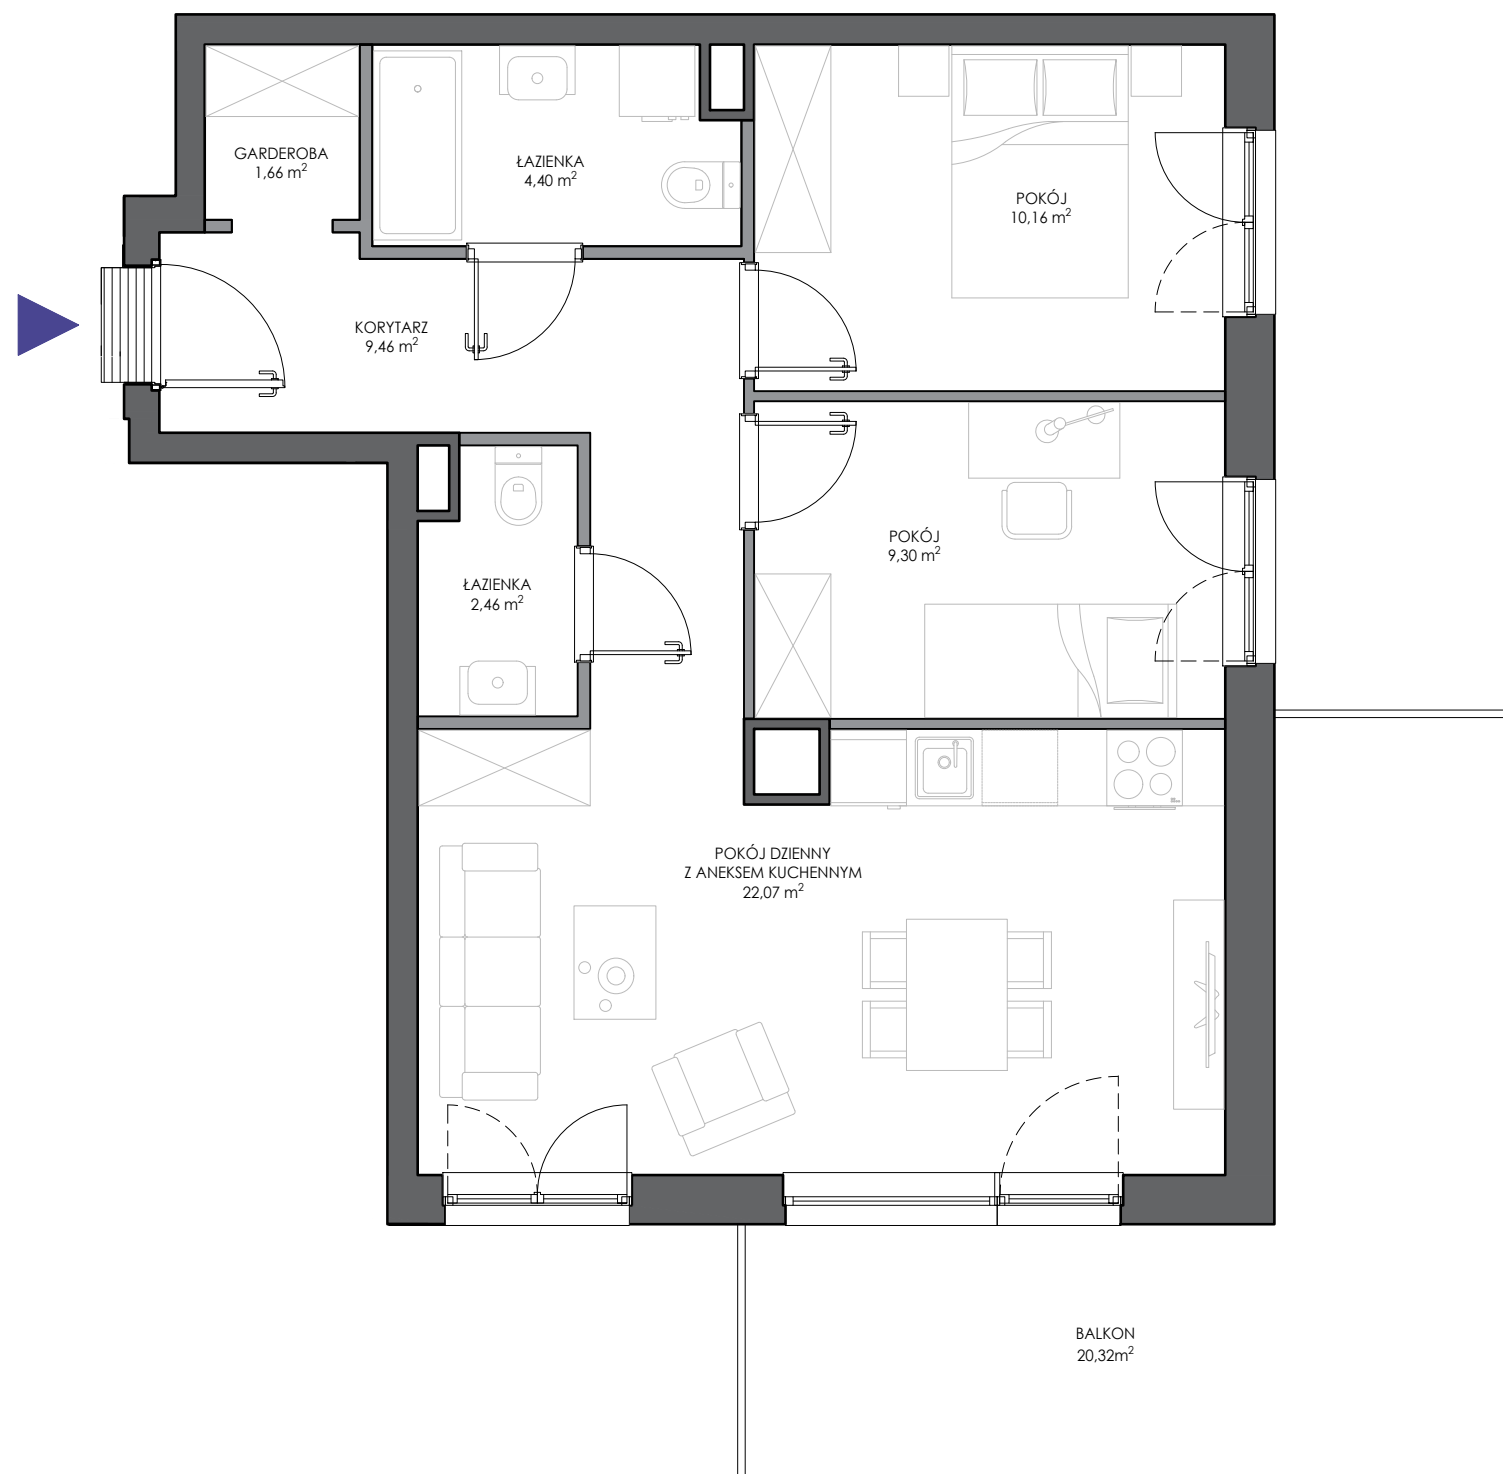 GARDEROBA
1,66 m²
ŁAZIENKA
4,40 m²
POKÓJ
10,16 m²
KORYTARZ
9,46 m²
POKÓJ
9,30 m²
ŁAZIENKA
2,46 m²
POKÓJ DZIENNY
Z ANEKSEM KUCHENNYM
22,07 m²
BALKON
20,32m²